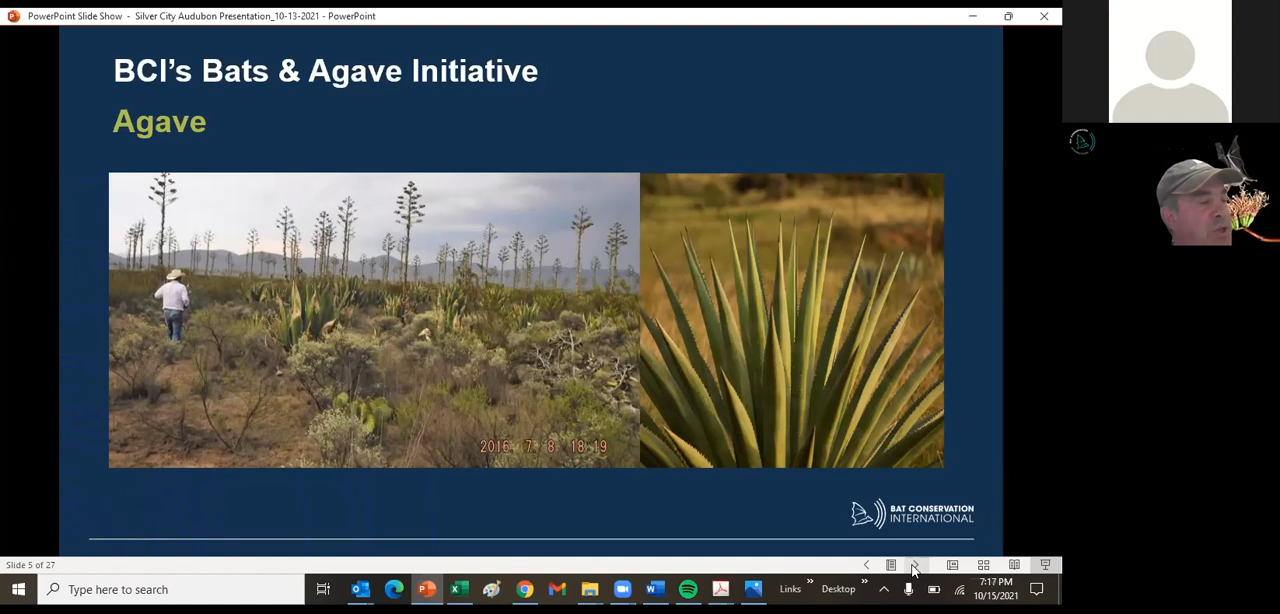 PowerPoint Slide Show - Silver City Audubon Presentation_10-13-2021 - PowerPoint
BCI's Bats & Agave Initiative
Agave
2016 7 8 18 19
BAT CONSERVATION
INTERNATIONAL
Slide 5 of 27
Type here to search
Links
Desktop
7:17 PM
10/15/2021